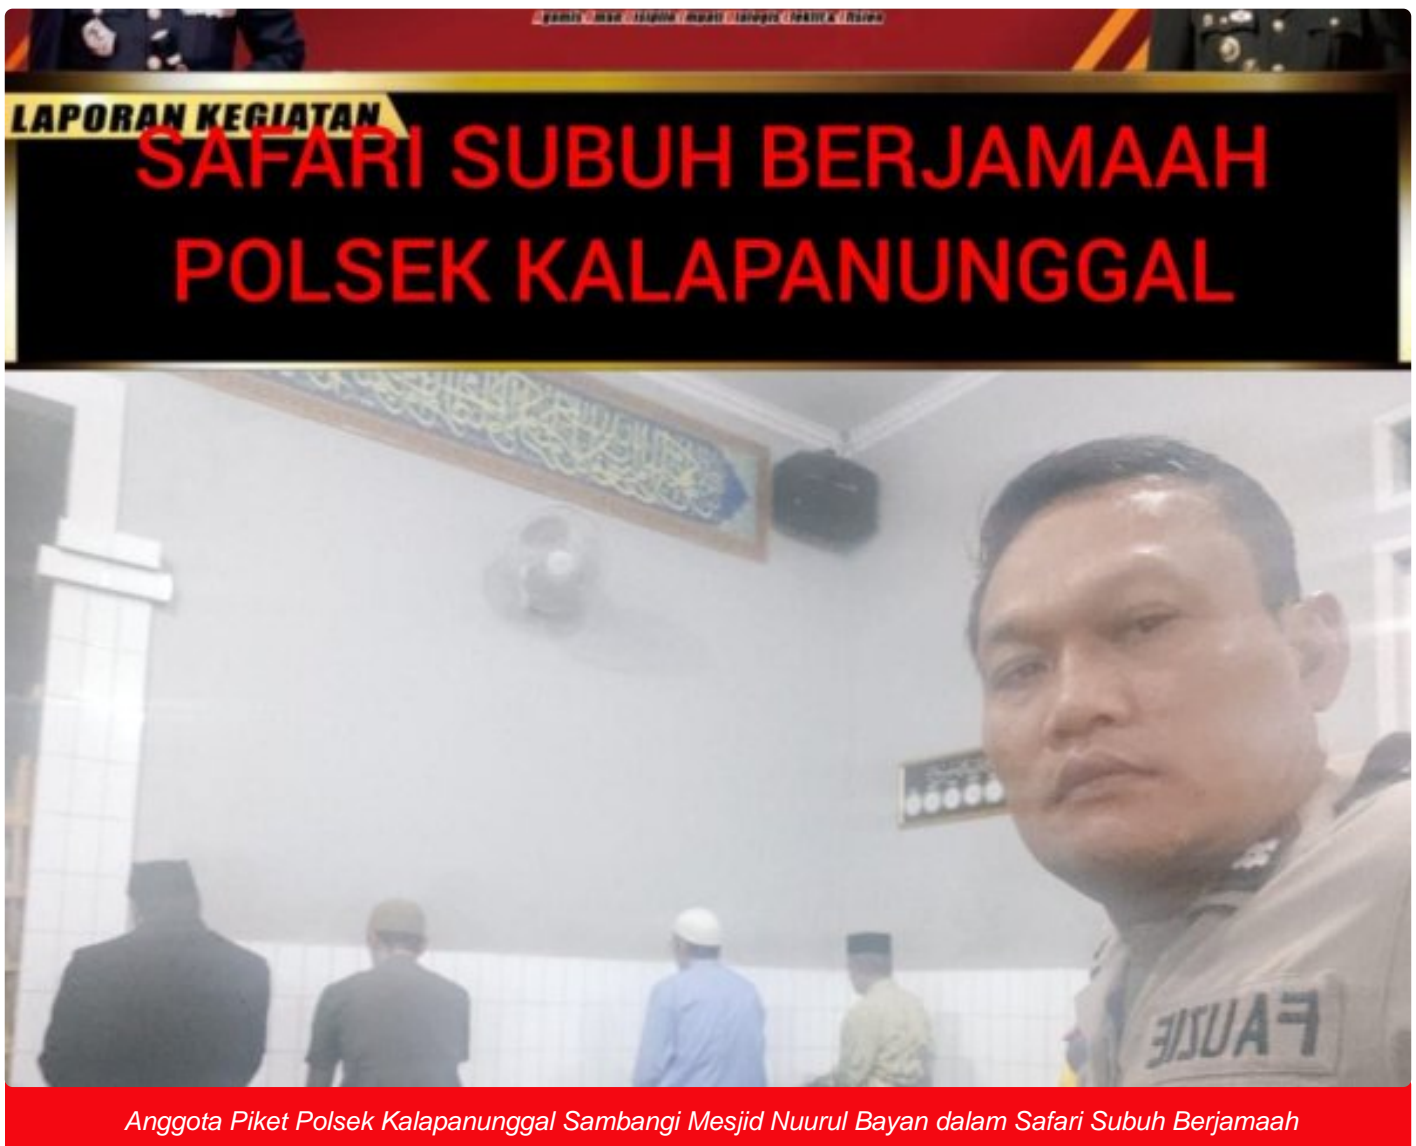 LAPORAN KEGIATAN
SAFARI SUBUH BERJAMAAH
POLSEK KALAPANUNGGAL
FAUZIE
Anggota Piket Polsek Kalapanunggal Sambangi Mesjid Nuurul Bayan dalam Safari Subuh Berjamaah